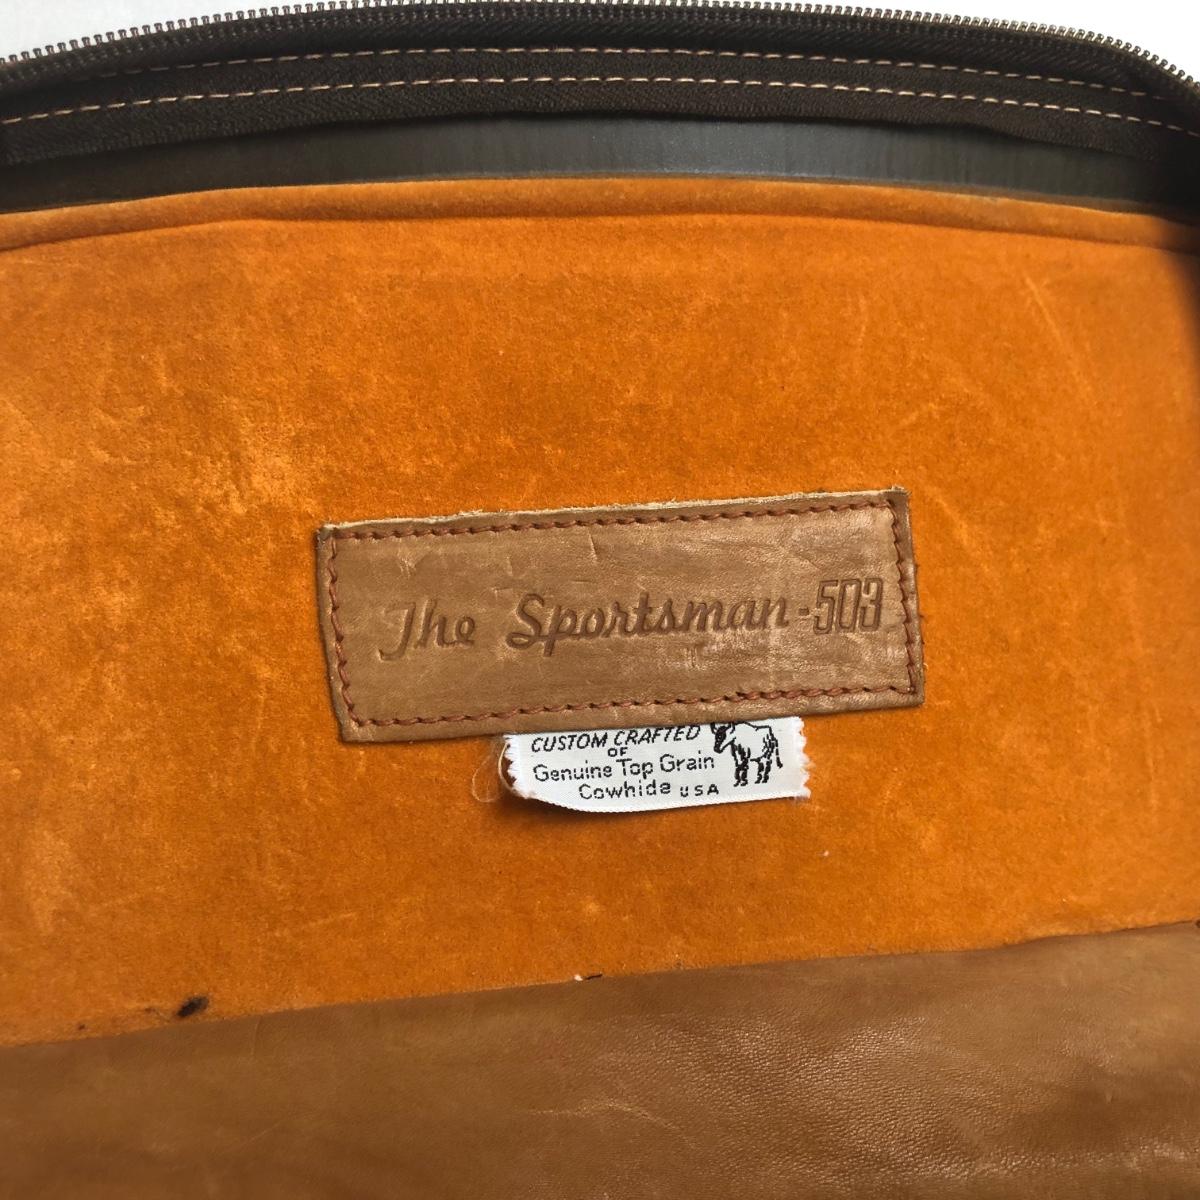 The Sportsman-503
CUSTOM CRAFTED
OF
Genuine Top Grain
Cowhide USA